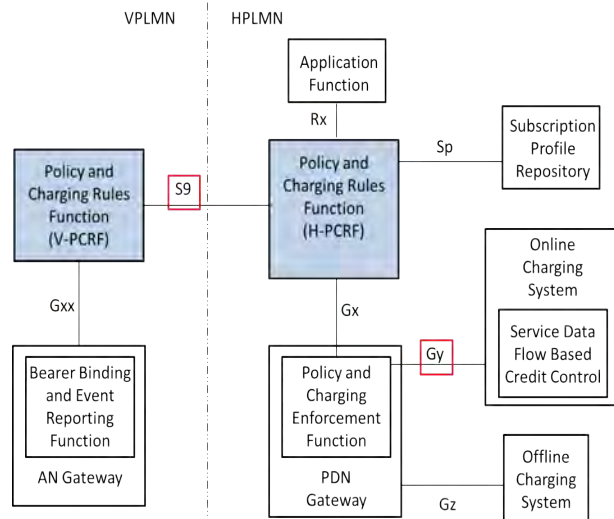 VPLMN
HPLMN
Application
Function
Rx
Policy and
Charging Rules
Function
(V-PCRF)
S9
Policy and
Charging Rules
Function
(H-PCRF)
Sp
Subscription
Profile
Repository
Gxx
Gx
Online
Charging
System
Service Data
Flow Based
Credit Control
Gy
Bearer Binding
and Event
Reporting
Function
AN Gateway
Policy and
Charging
Enforcement
Function
PDN
Gateway
Gz
Offline
Charging
System